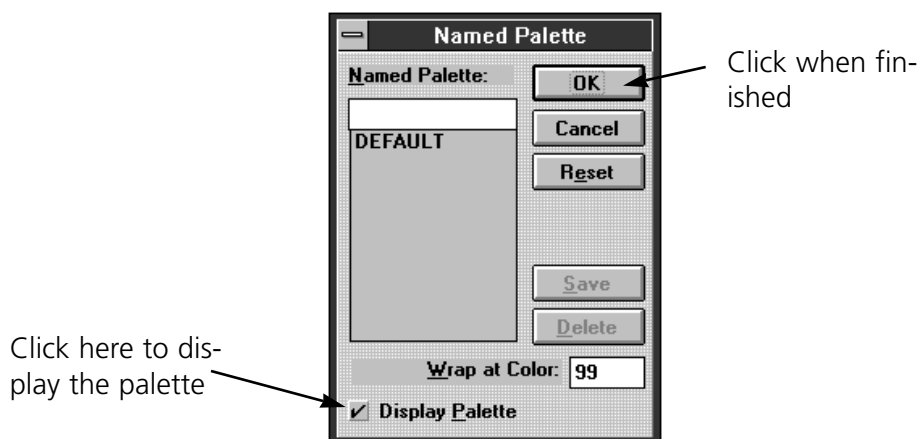 Named Palette
Named Palette:
OK
Click when fin-
ished
Cancel
DEFAULT
Reset
Save
Delete
Click here to dis-
play the palette
Wrap at Color: 99
Display Palette